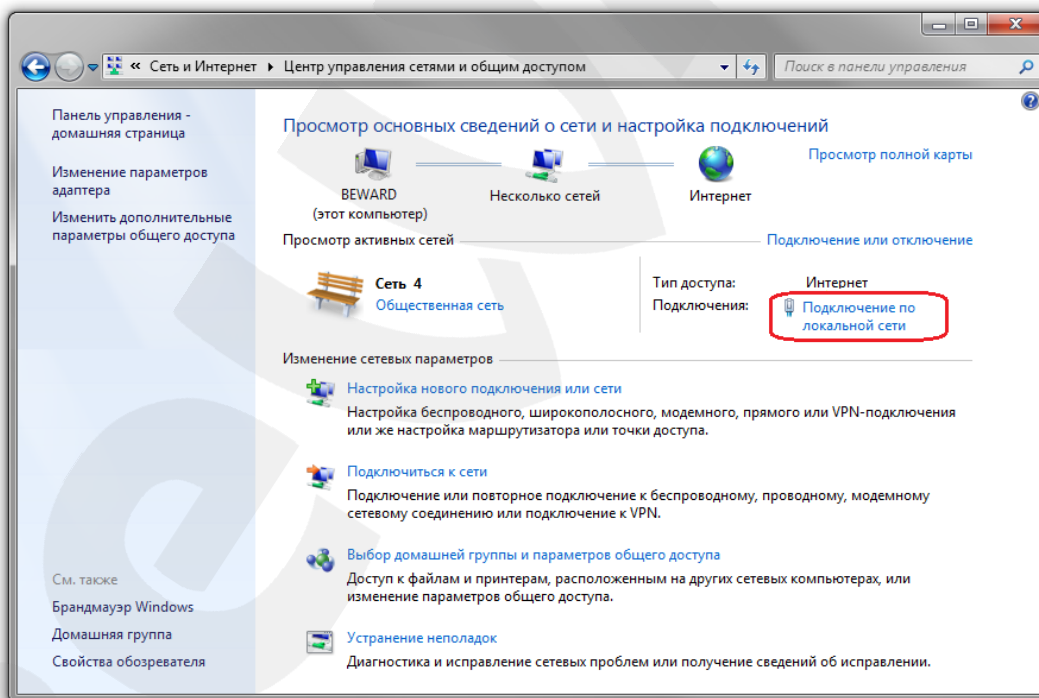 « Сеть и Интернет ▸ Центр управления сетями и общим доступом
Поиск в панели управления
Панель управления -
домашняя страница
Изменение параметров
адаптера
Изменить дополнительные
параметры общего доступа
Просмотр основных сведений о сети и настройка подключений
Просмотр полной карты
BEWARD
(этот компьютер)
Несколько сетей
Интернет
Просмотр активных сетей
Подключение или отключение
Сеть 4
Общественная сеть
Тип доступа: Интернет
Подключения: Подключение по
локальной сети
Изменение сетевых параметров
Настройка нового подключения или сети
Настройка беспроводного, широкополосного, модемного, прямого или VPN-подключения
или же настройка маршрутизатора или точки доступа.
Подключиться к сети
Подключение или повторное подключение к беспроводному, проводному, модемному
сетевому соединению или подключение к VPN.
Выбор домашней группы и параметров общего доступа
Доступ к файлам и принтерам, расположенным на других сетевых компьютерах, или
изменение параметров общего доступа.
Устранение неполадок
Диагностика и исправление сетевых проблем или получение сведений об исправлении.
См. также
Брандмауэр Windows
Домашняя группа
Свойства обозревателя